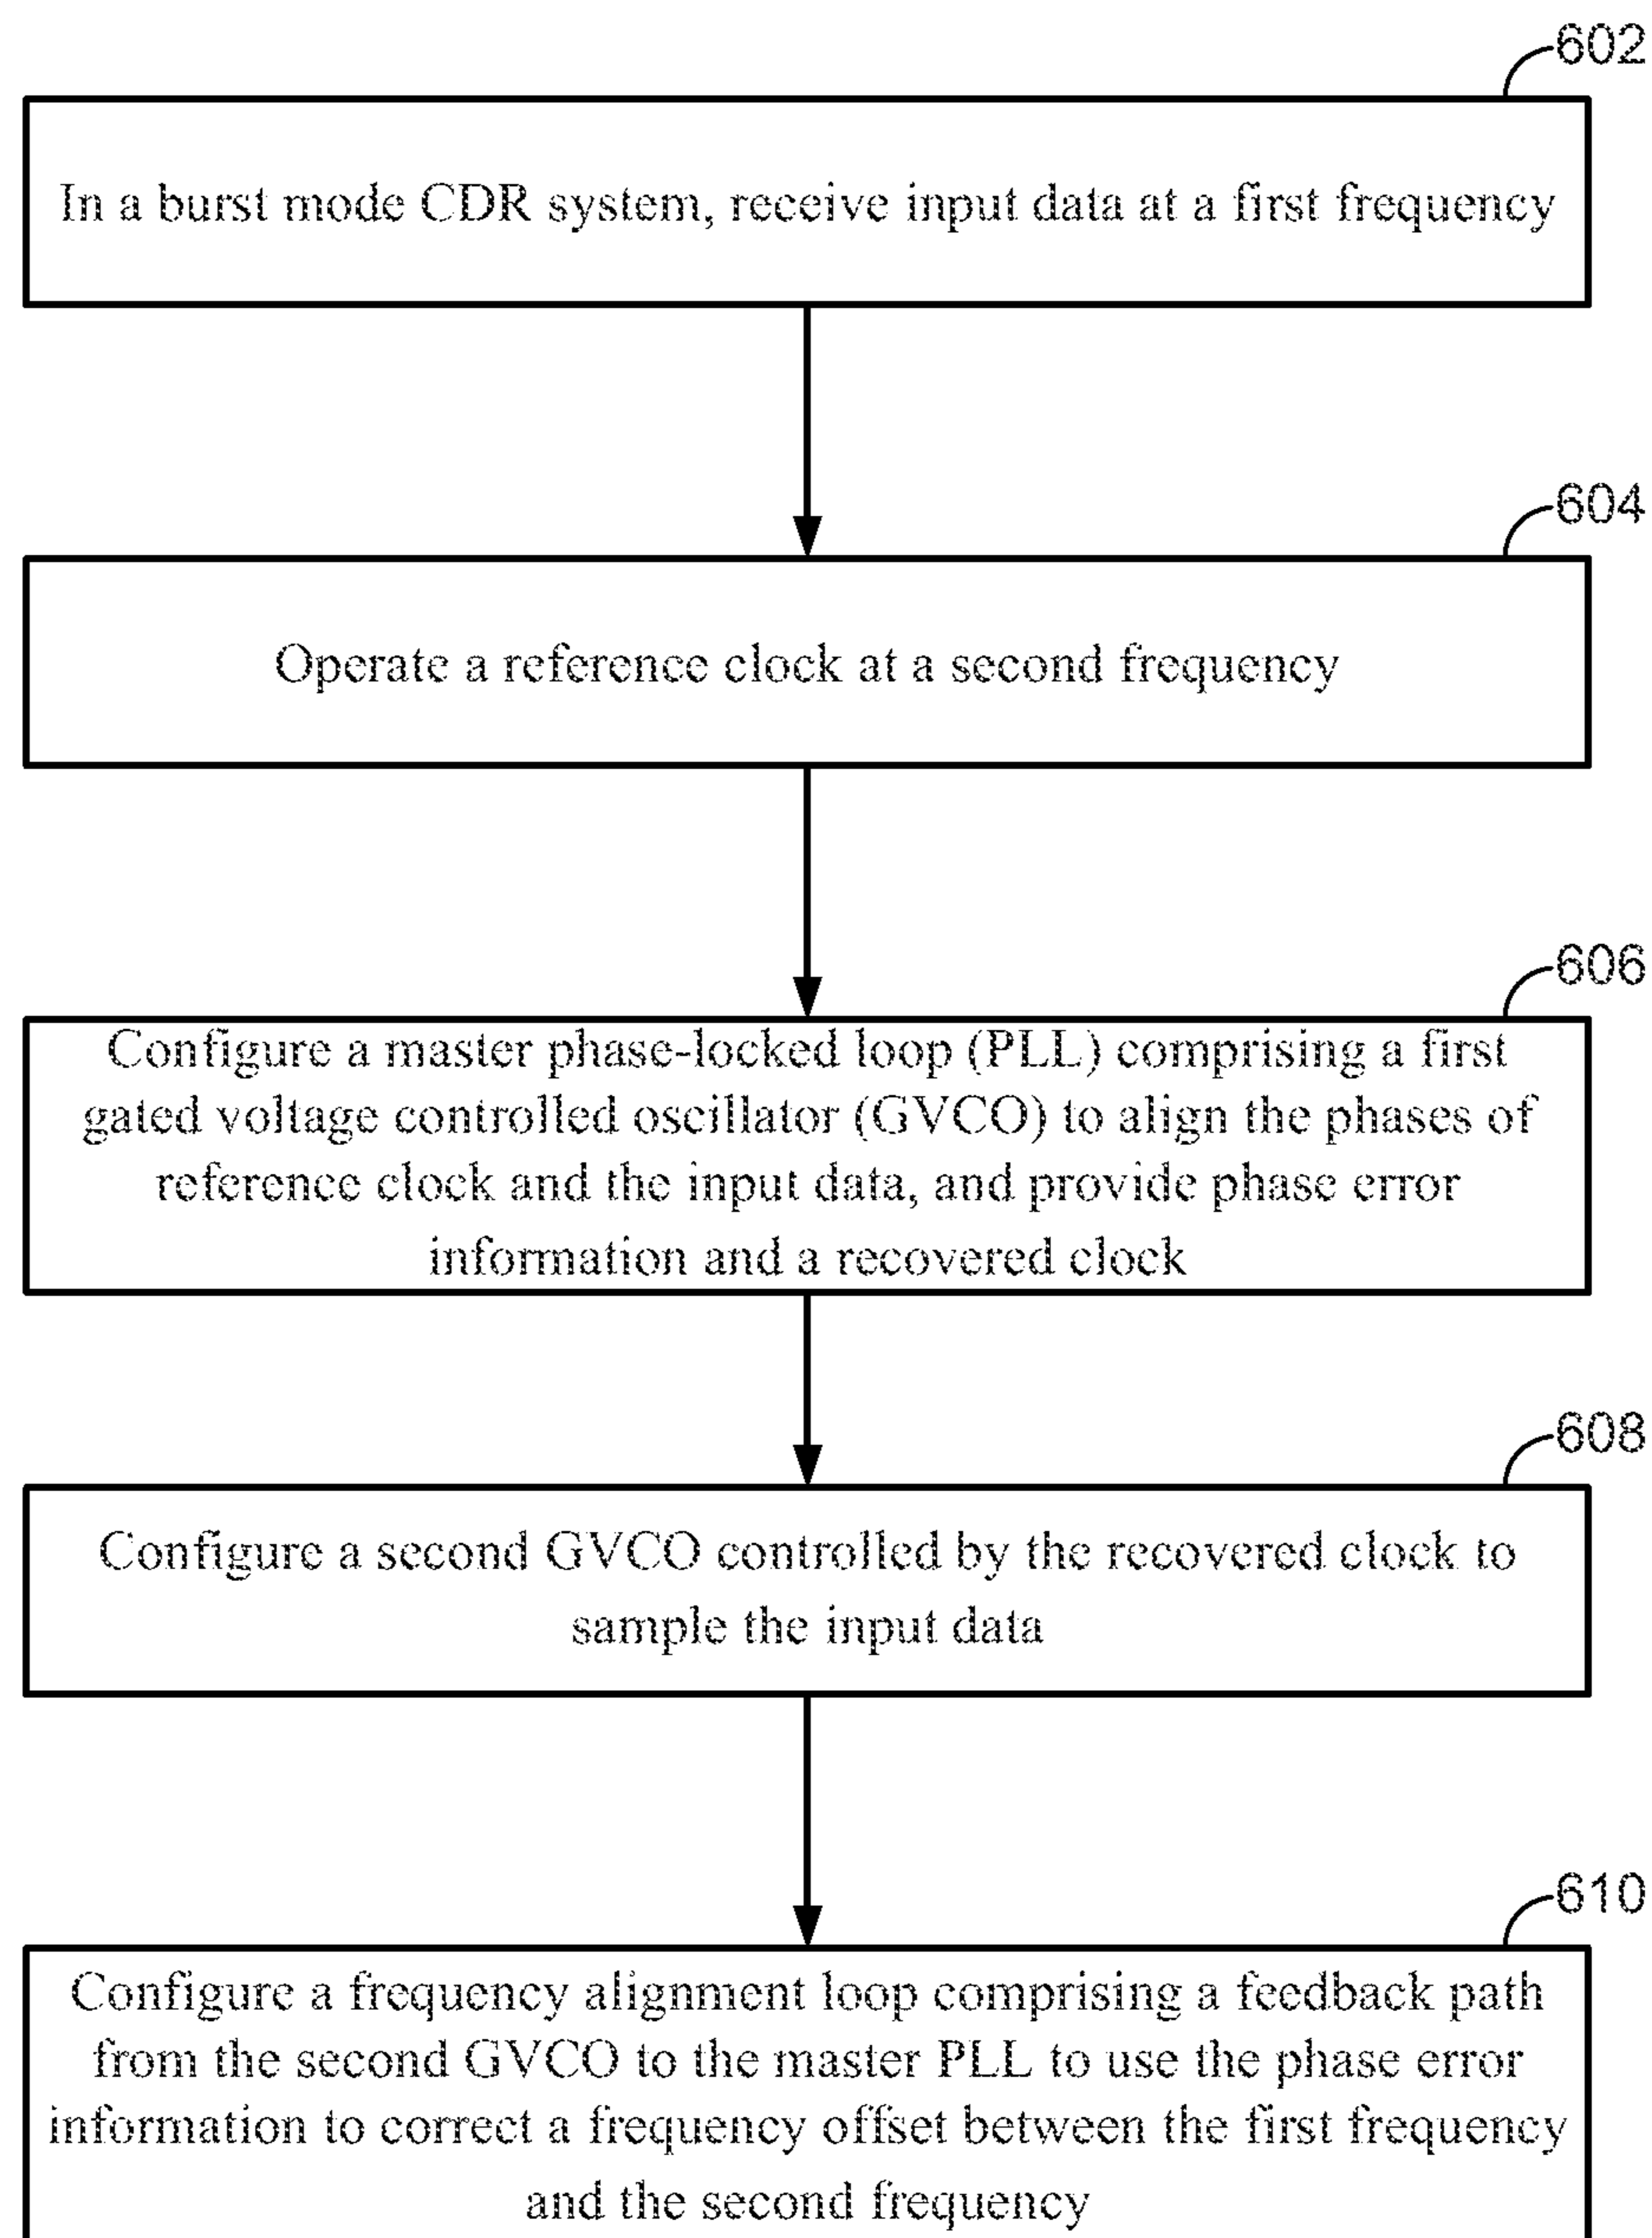 602
In a burst mode CDR system, receive input data at a first frequency
604
Operate a reference clock at a second frequency
606
Configure a master phase-locked loop (PLL) comprising a first
gated voltage controlled oscillator (GVCO) to align the phases of
reference clock and the input data, and provide phase error
information and a recovered clock
608
Configure a second GVCO controlled by the recovered clock to
sample the input data
610
Configure a frequency alignment loop comprising a feedback path
from the second GVCO to the master PLL to use the phase error
information to correct a frequency offset between the first frequency
and the second frequency